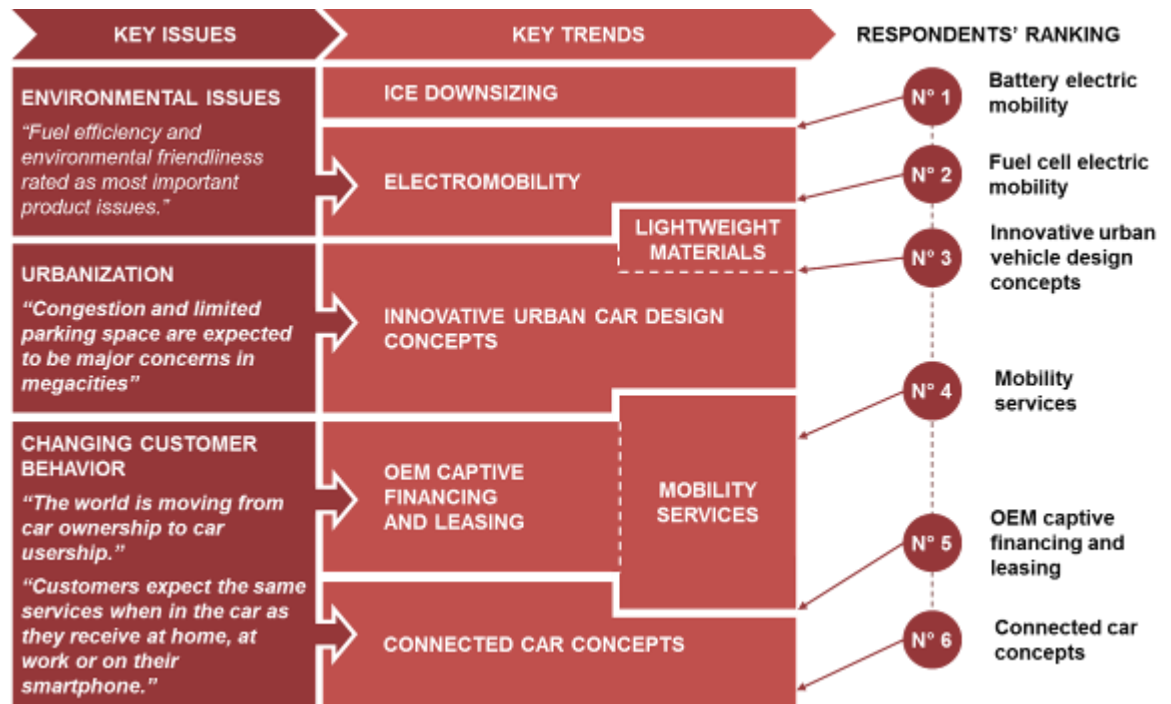 KEY ISSUES
KEY TRENDS
RESPONDENTS' RANKING
ENVIRONMENTAL ISSUES
“Fuel efficiency and
environmental friendliness
rated as most important
product issues.”
URBANIZATION
“Congestion and limited
parking space are expected
to be major concerns in
megacities”
CHANGING CUSTOMER
BEHAVIOR
“The world is moving from
car ownership to car
usership.”
“Customers expect the same
services when in the car as
they receive at home, at
work or on their
smartphone.”
ICE DOWNSIZING
ELECTROMOBILITY
LIGHTWEIGHT
MATERIALS
INNOVATIVE URBAN CAR DESIGN
CONCEPTS
OEM CAPTIVE
FINANCING
AND LEASING
MOBILITY
SERVICES
CONNECTED CAR CONCEPTS
N° 1
Battery electric
mobility
N° 2
Fuel cell electric
mobility
N° 3
Innovative urban
vehicle design
concepts
N° 4
Mobility
services
N° 5
OEM captive
financing and
leasing
N° 6
Connected car
concepts